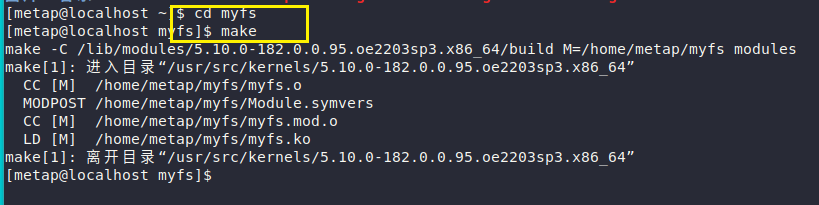 [metap@localhost ~]$ cd myfs
[metap@localhost myfs]$ make
make -C /lib/modules/5.10.0-182.0.0.95.oe2203sp3.x86_64/build M=/home/metap/myfs modules
make[1]: 进入目录“/usr/src/kernels/5.10.0-182.0.0.95.oe2203sp3.x86_64”
  CC [M]  /home/metap/myfs/myfs.o
  MODPOST /home/metap/myfs/Module.symvers
  CC [M]  /home/metap/myfs/myfs.mod.o
  LD [M]  /home/metap/myfs/myfs.ko
make[1]: 离开目录“/usr/src/kernels/5.10.0-182.0.0.95.oe2203sp3.x86_64”
[metap@localhost myfs]$